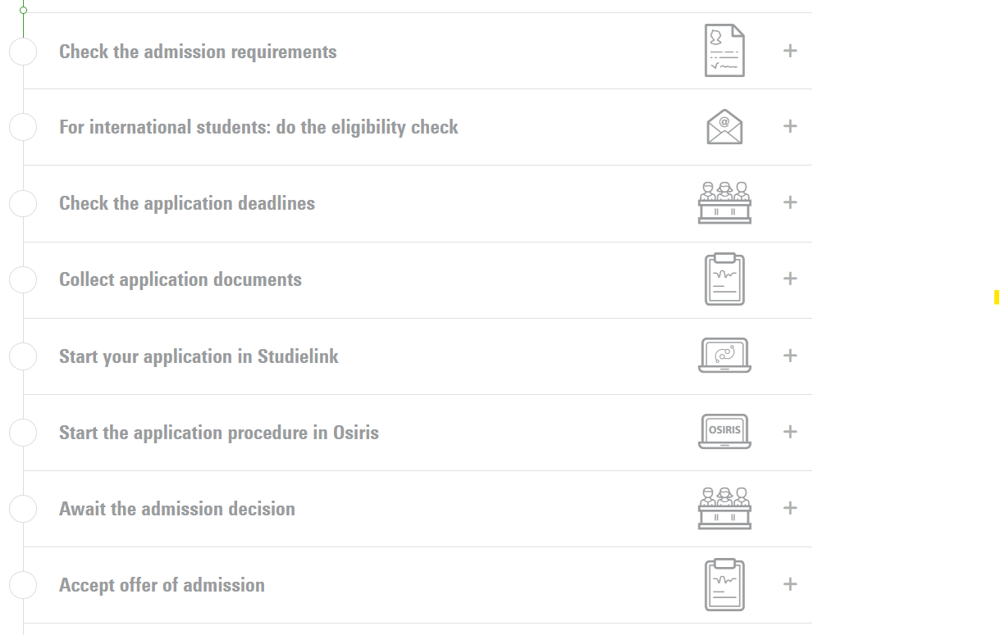 Check the admission requirements
For international students: do the eligibility check
@
Check the application deadlines
Collect application documents
Start your application in Studielink
Start the application procedure in Osiris
OSIRIS
Await the admission decision
Accept offer of admission